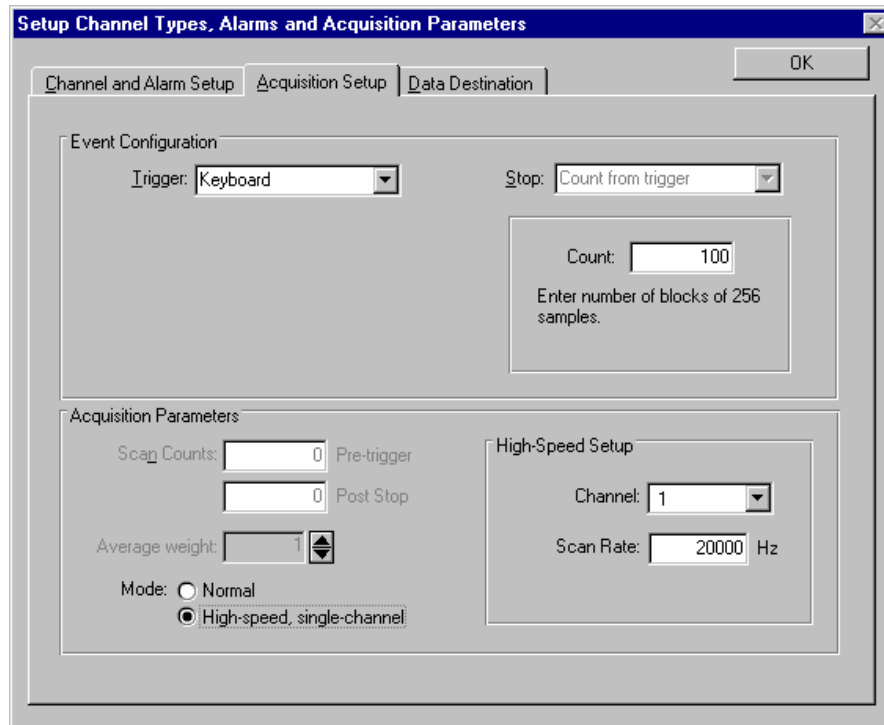 Setup Channel Types, Alarms and Acquisition Parameters
OK
Channel and Alarm Setup
Acquisition Setup
Data Destination
Event Configuration
Trigger: Keyboard
Stop: Count from trigger
Count: 100
Enter number of blocks of 256
samples.
Acquisition Parameters
Scan Counts: 0 Pre-trigger
0 Post Stop
Average weight: 1
Mode: Normal
High-speed, single-channel
High-Speed Setup
Channel: 1
Scan Rate: 20000 Hz